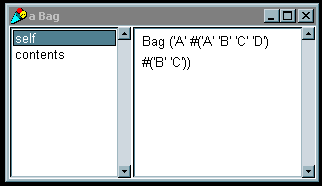 a Bag
self
contents
Bag ('A' #('A' 'B' 'C' 'D')
#('B' 'C'))